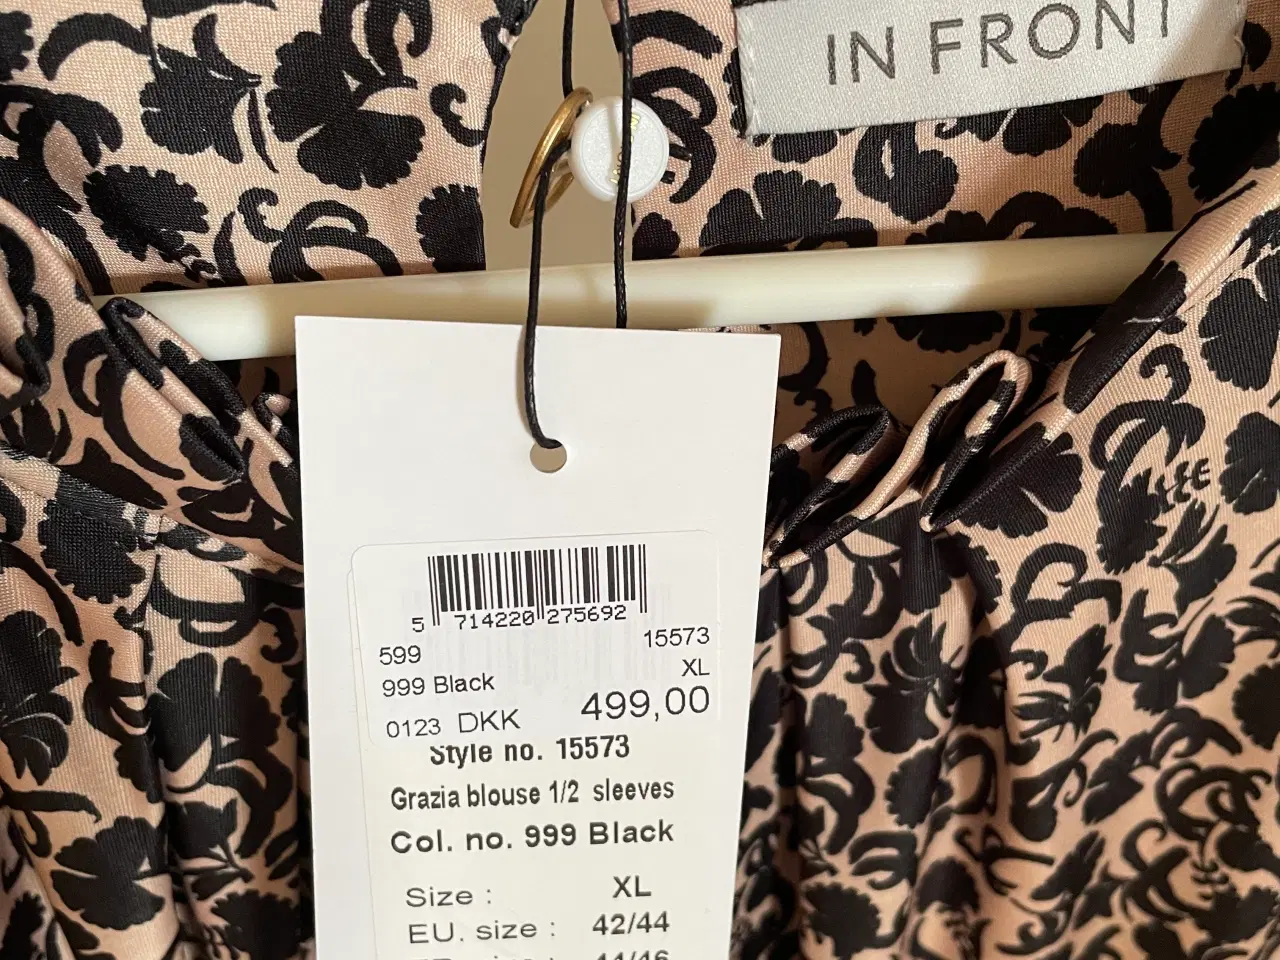 IN FRONT
5 714220 275692
599 15573
999 Black XL
0123 DKK 499,00
Style no. 15573
Grazia blouse 1/2 sleeves
Col. no. 999 Black
Size : XL
EU. size : 42/44